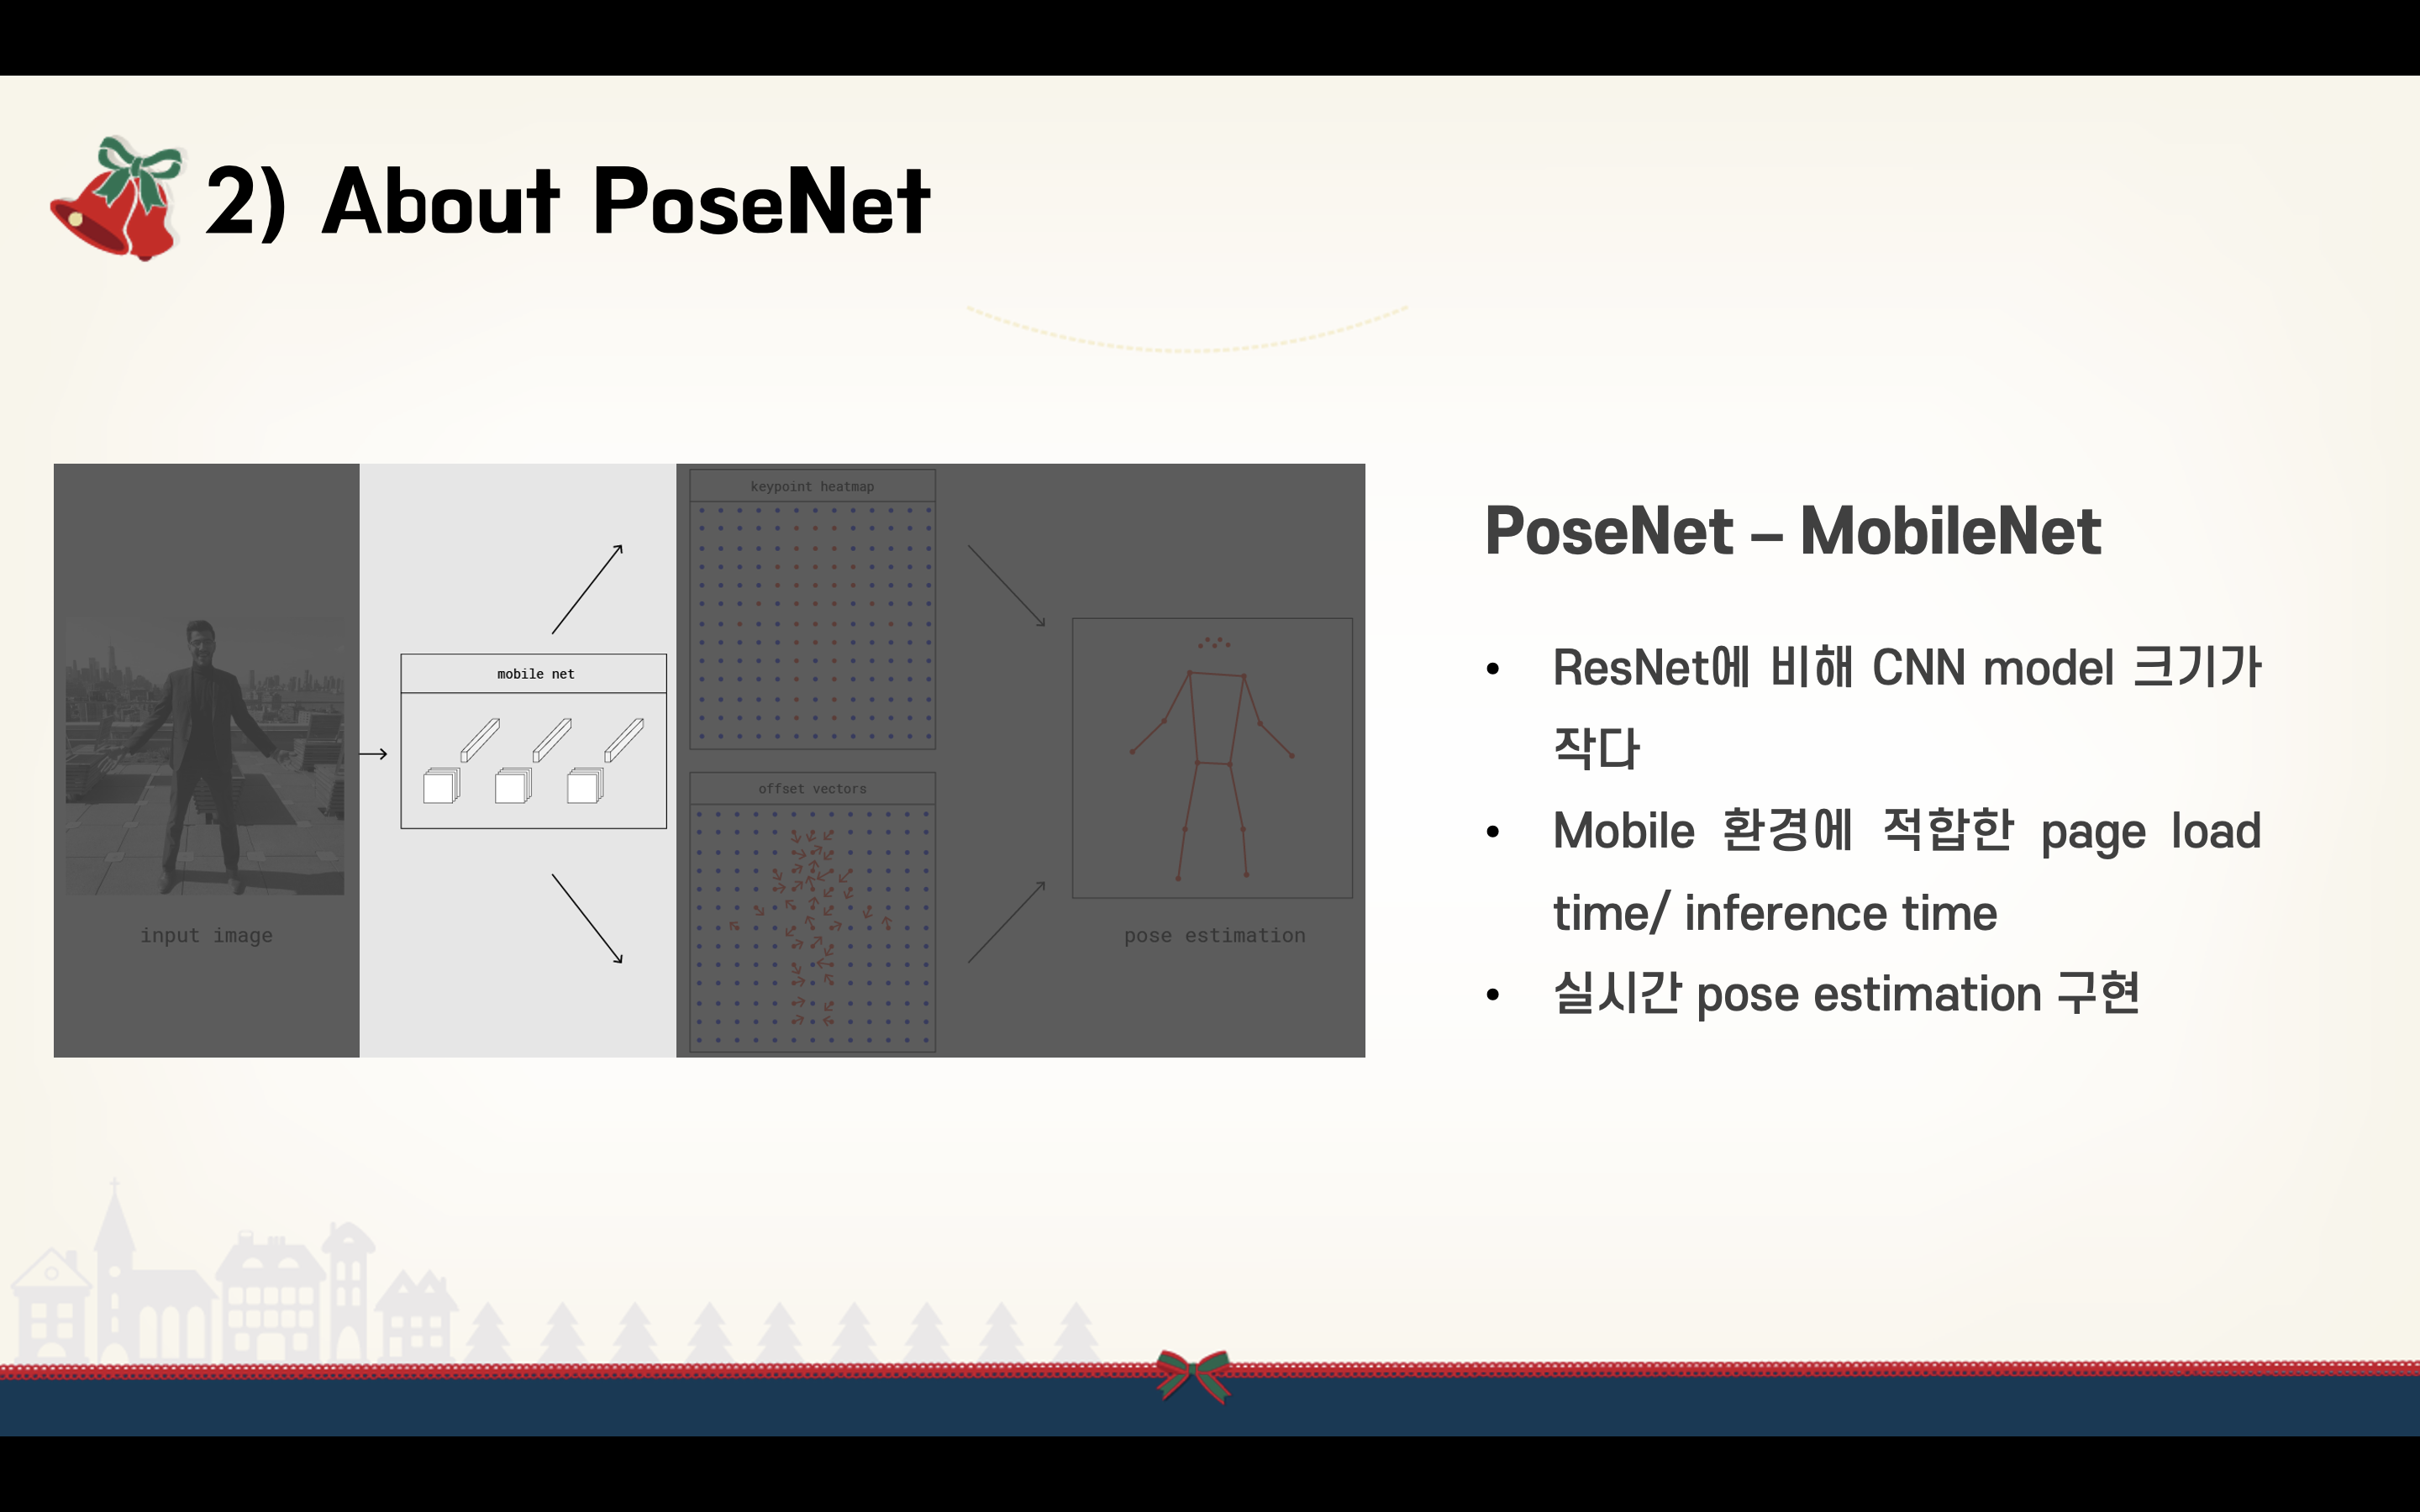 2) About PoseNet
keypoint heatmap
mobile net
offset vectors
input image
pose estimation
PoseNet – MobileNet
• ResNet에 비해 CNN model 크기가
작다
• Mobile 환경에 적합한 page load
time/ inference time
• 실시간 pose estimation 구현